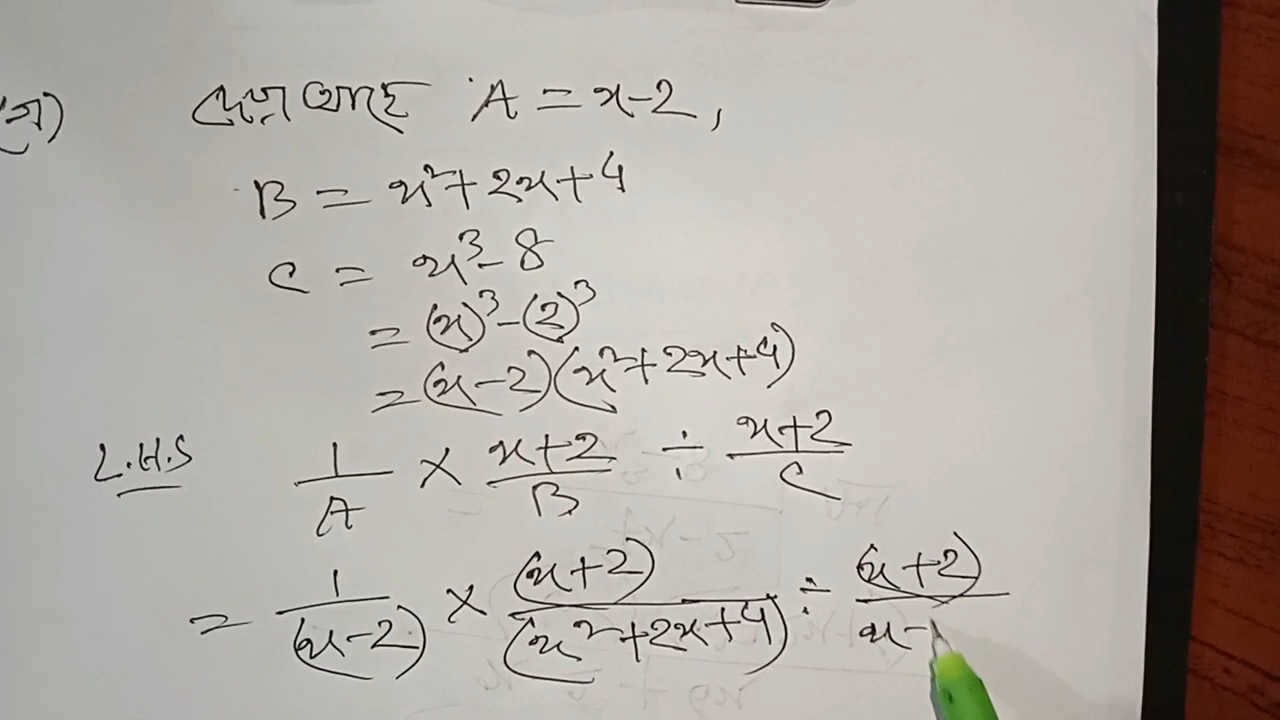 (গ) দেওয়া আছে A = x-2,
B = x²+2x+4
C = x³-8
= (x)³-(2)³
= (x-2)(x²+2x+4)
L.H.S 1/A × x+2/B ÷ x+2/C
= 1/(x-2) × (x+2)/(x²+2x+4) ÷ (x+2)/x-